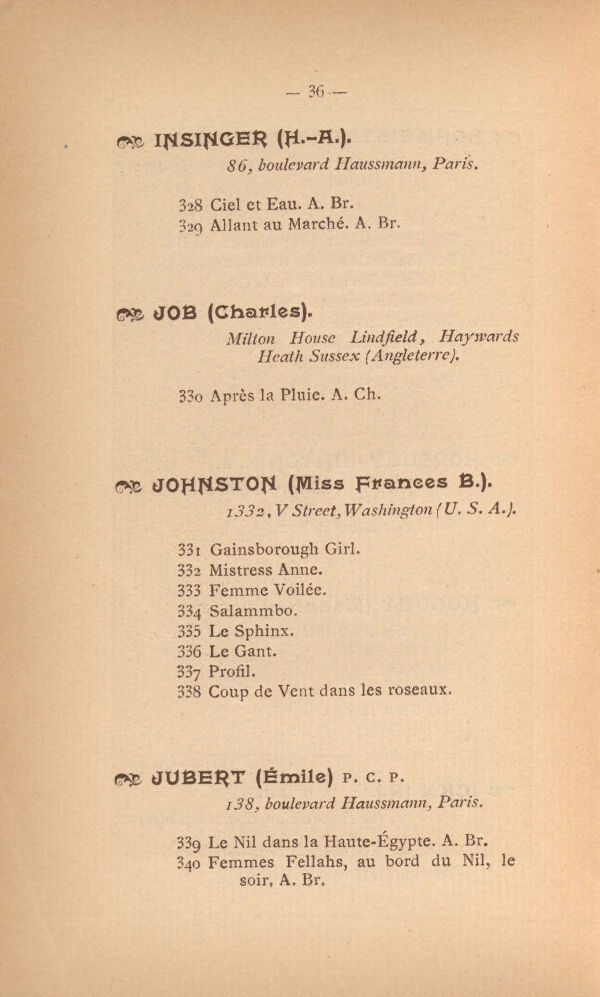 — 36 —
INSINGER (H.-A.).
86, boulevard Haussmann, Paris.
328 Ciel et Eau. A. Br.
329 Allant au Marché. A. Br.
JOB (Charles).
Milton House Lindfield, Haywards
Heath Sussex (Angleterre).
330 Après la Pluie. A. Ch.
JOHNSTON (Miss Frances B.).
1332, V Street, Washington (U. S. A.).
331 Gainsborough Girl.
332 Mistress Anne.
333 Femme Voilée.
334 Salammbo.
335 Le Sphinx.
336 Le Gant.
337 Profil.
338 Coup de Vent dans les roseaux.
JUBERT (Émile) P. C. P.
138, boulevard Haussmann, Paris.
339 Le Nil dans la Haute-Égypte. A. Br.
340 Femmes Fellahs, au bord du Nil, le
soir, A. Br.